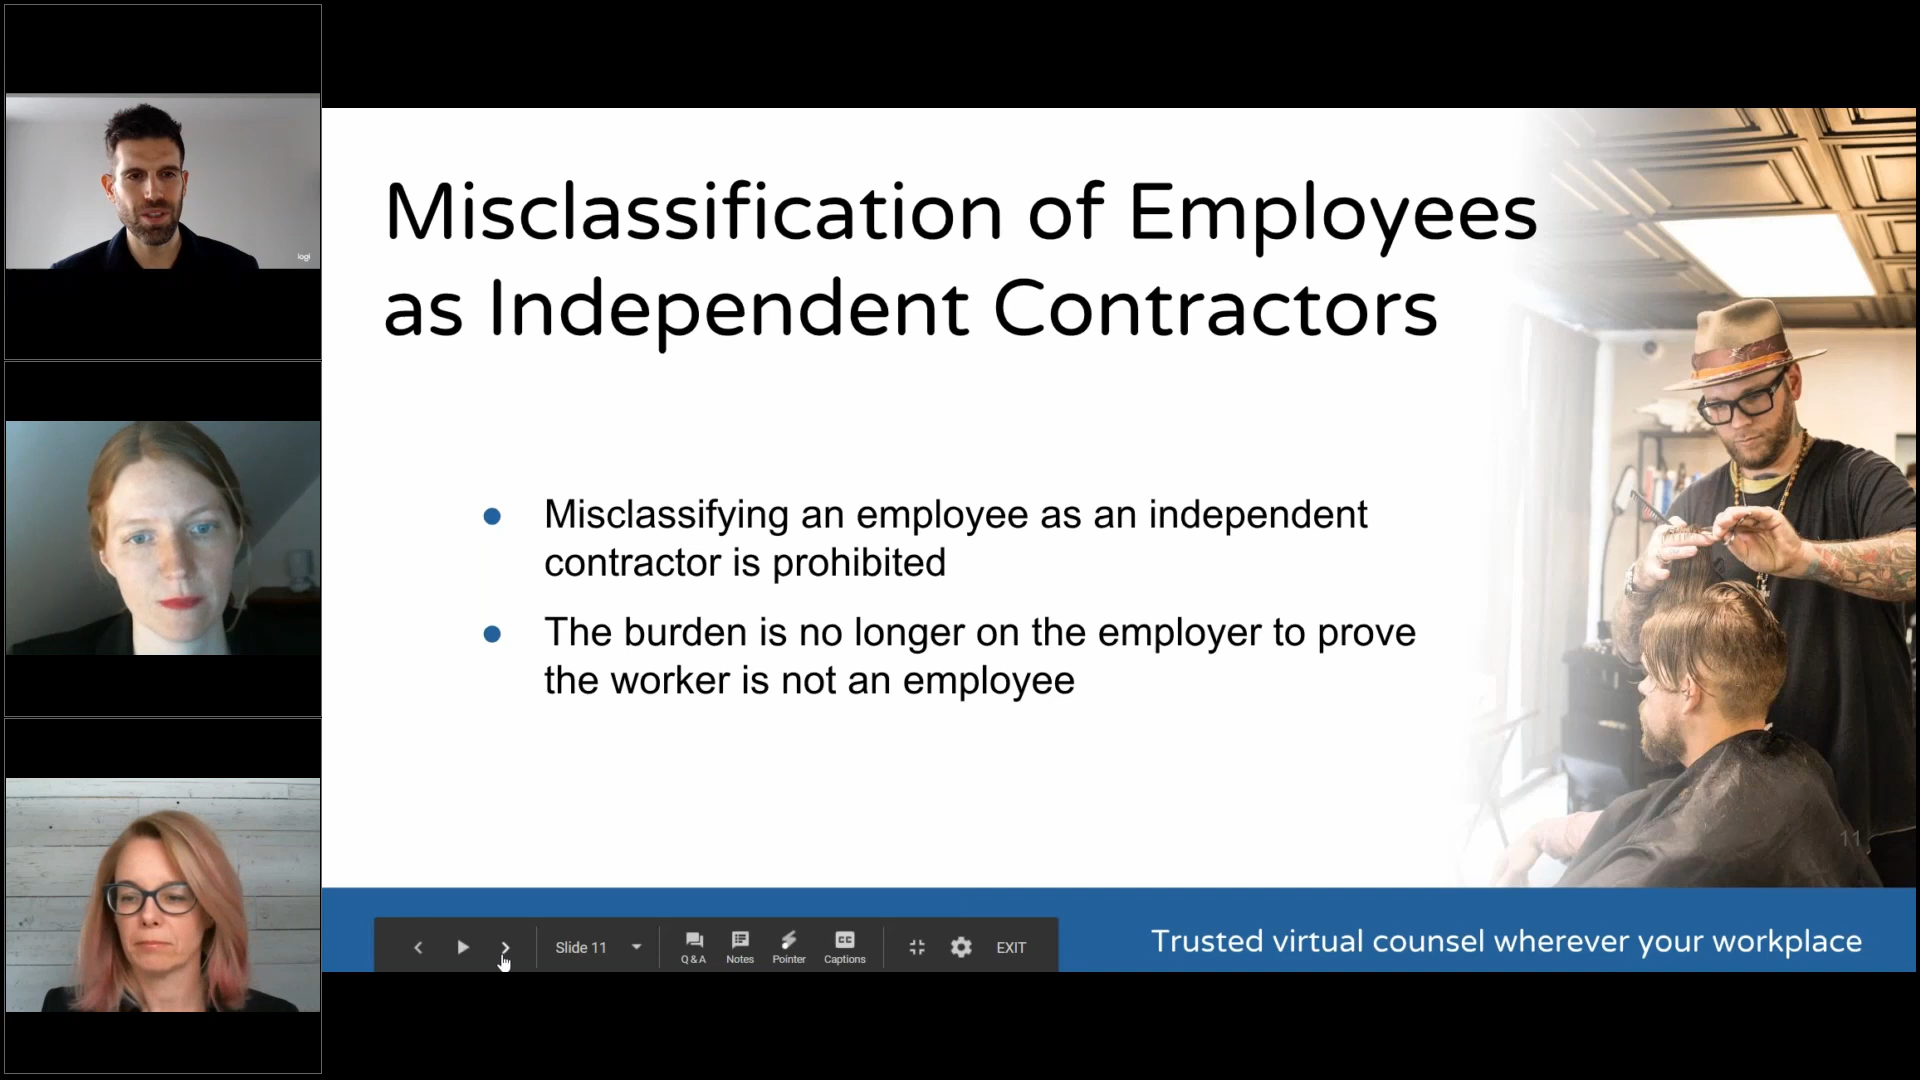 logi
Misclassification of Employees
as Independent Contractors
● Misclassifying an employee as an independent
contractor is prohibited
● The burden is no longer on the employer to prove
the worker is not an employee
11
Slide 11
Q & A
Notes
Pointer
CC
Captions
EXIT
Trusted virtual counsel wherever your workplace